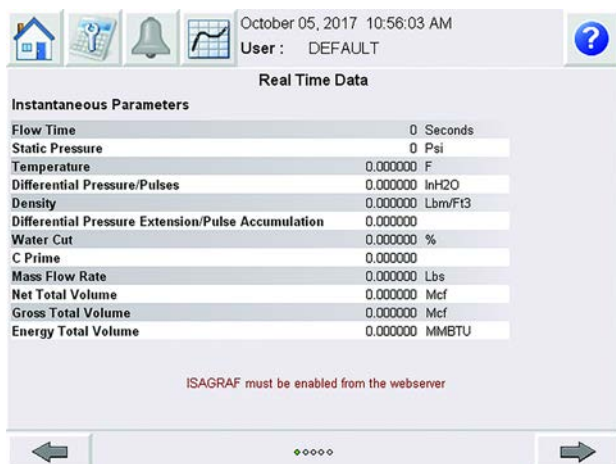 October 05, 2017 10:56:03 AM
User : DEFAULT
?
Real Time Data
Instantaneous Parameters
Flow Time 0 Seconds
Static Pressure 0 Psi
Temperature 0.000000 F
Differential Pressure/Pulses 0.000000 InH2O
Density 0.000000 Lbm/Ft3
Differential Pressure Extension/Pulse Accumulation 0.000000
Water Cut 0.000000 %
C Prime 0.000000
Mass Flow Rate 0.000000 Lbs
Net Total Volume 0.000000 Mcf
Gross Total Volume 0.000000 Mcf
Energy Total Volume 0.000000 MMBTU
ISAGRAF must be enabled from the webserver